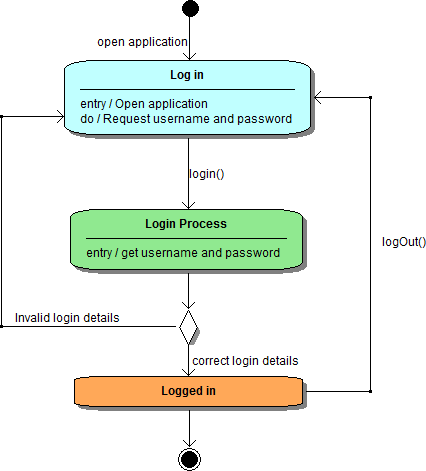 open application
Log in
entry / Open application
do / Request username and password
login()
Login Process
entry / get username and password
logOut()
Invalid login details
correct login details
Logged in